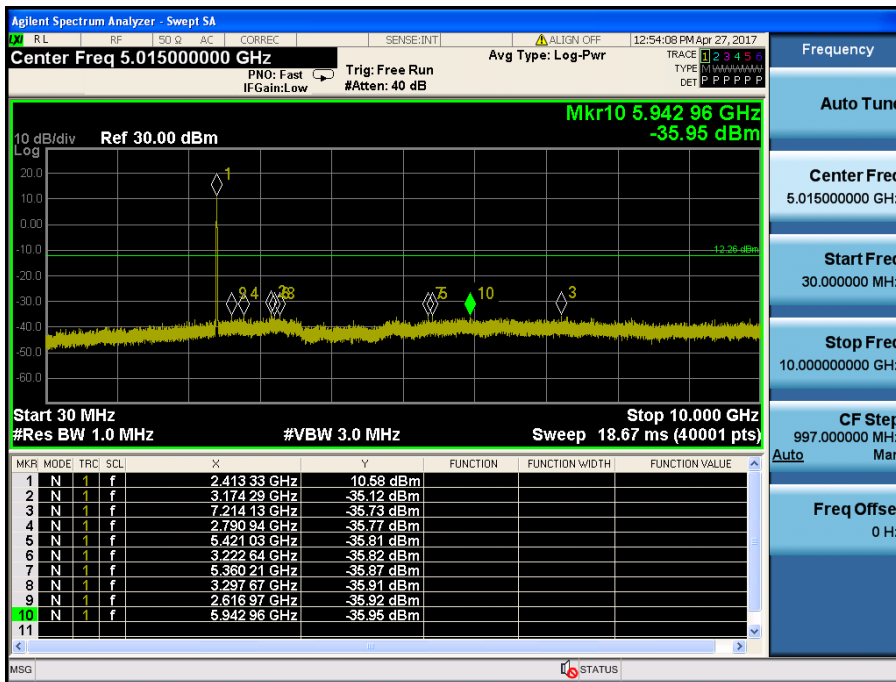 Agilent Spectrum Analyzer - Swept SA
LXI RL RF 50 Ω AC CORREC SENSE:INT ALIGN OFF 12:54:08 PM Apr 27, 2017
Center Freq 5.015000000 GHz
PNO: Fast
IFGain:Low
Trig: Free Run
#Atten: 40 dB
Avg Type: Log-Pwr
TRACE 1 2 3 4 5 6
TYPE M WWWWW
DET P P P P P P
Mkr10 5.942 96 GHz
-35.95 dBm
10 dB/div Ref 30.00 dBm
Log
20.0
10.0
0.00
-10.0
-20.0
-30.0
-40.0
-50.0
-60.0
1
-12.26 dBm
9 4 2 6 8 7 5 10 3
Start 30 MHz Stop 10.000 GHz
#Res BW 1.0 MHz #VBW 3.0 MHz Sweep 18.67 ms (40001 pts)
MKR MODE TRC SCL X Y FUNCTION FUNCTION WIDTH FUNCTION VALUE
1 N 1 f 2.413 33 GHz 10.58 dBm
2 N 1 f 3.174 29 GHz -35.12 dBm
3 N 1 f 7.214 13 GHz -35.73 dBm
4 N 1 f 2.790 94 GHz -35.77 dBm
5 N 1 f 5.421 03 GHz -35.81 dBm
6 N 1 f 3.222 64 GHz -35.82 dBm
7 N 1 f 5.360 21 GHz -35.87 dBm
8 N 1 f 3.297 67 GHz -35.91 dBm
9 N 1 f 2.616 97 GHz -35.92 dBm
10 N 1 f 5.942 96 GHz -35.95 dBm
11
MSG STATUS
Frequency
Auto Tune
Center Freq
5.015000000 GHz
Start Freq
30.000000 MHz
Stop Freq
10.000000000 GHz
CF Step
997.000000 MHz
Auto Man
Freq Offset
0 Hz